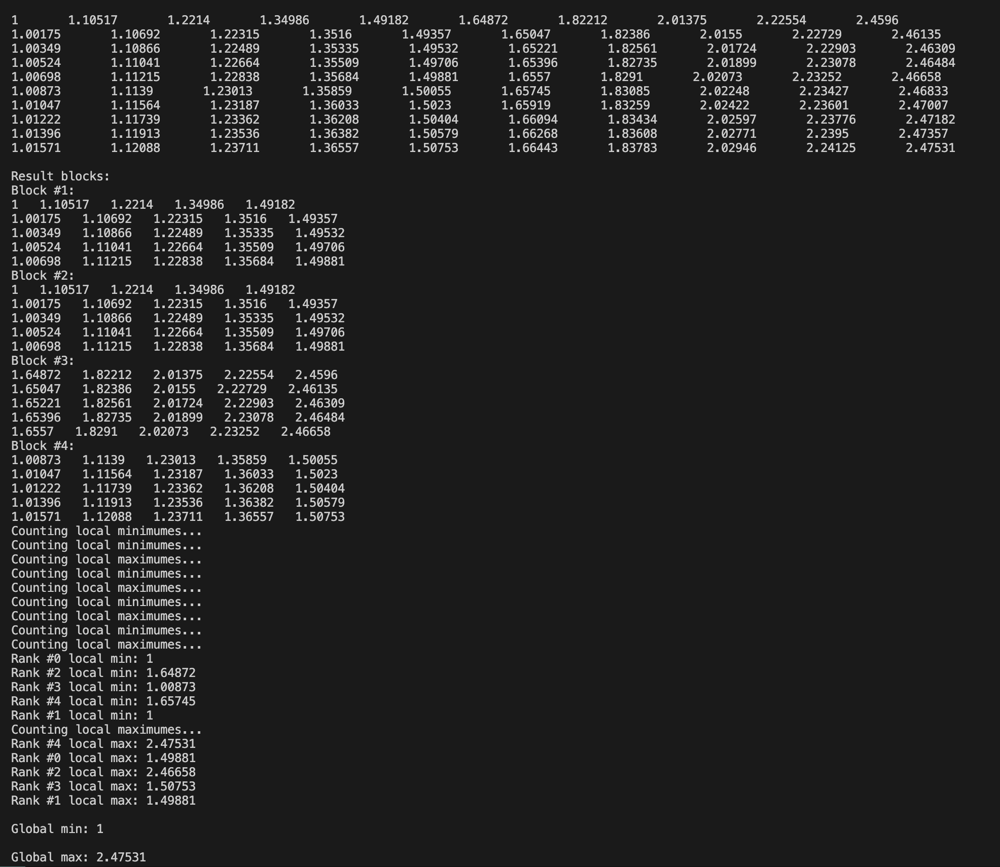 1 1.10517 1.2214 1.34986 1.49182 1.64872 1.82212 2.01375 2.22554 2.4596
1.00175 1.10692 1.22315 1.3516 1.49357 1.65047 1.82386 2.0155 2.22729 2.46135
1.00349 1.10866 1.22489 1.35335 1.49532 1.65221 1.82561 2.01724 2.22903 2.46309
1.00524 1.11041 1.22664 1.35509 1.49706 1.65396 1.82735 2.01899 2.23078 2.46484
1.00698 1.11215 1.22838 1.35684 1.49881 1.6557 1.8291 2.02073 2.23252 2.46658
1.00873 1.1139 1.23013 1.35859 1.50055 1.65745 1.83085 2.02248 2.23427 2.46833
1.01047 1.11564 1.23187 1.36033 1.5023 1.65919 1.83259 2.02422 2.23601 2.47007
1.01222 1.11739 1.23362 1.36208 1.50404 1.66094 1.83434 2.02597 2.23776 2.47182
1.01396 1.11913 1.23536 1.36382 1.50579 1.66268 1.83608 2.02771 2.2395 2.47357
1.01571 1.12088 1.23711 1.36557 1.50753 1.66443 1.83783 2.02946 2.24125 2.47531
Result blocks:
Block #1:
1 1.10517 1.2214 1.34986 1.49182
1.00175 1.10692 1.22315 1.3516 1.49357
1.00349 1.10866 1.22489 1.35335 1.49532
1.00524 1.11041 1.22664 1.35509 1.49706
1.00698 1.11215 1.22838 1.35684 1.49881
Block #2:
1 1.10517 1.2214 1.34986 1.49182
1.00175 1.10692 1.22315 1.3516 1.49357
1.00349 1.10866 1.22489 1.35335 1.49532
1.00524 1.11041 1.22664 1.35509 1.49706
1.00698 1.11215 1.22838 1.35684 1.49881
Block #3:
1.64872 1.82212 2.01375 2.22554 2.4596
1.65047 1.82386 2.0155 2.22729 2.46135
1.65221 1.82561 2.01724 2.22903 2.46309
1.65396 1.82735 2.01899 2.23078 2.46484
1.6557 1.8291 2.02073 2.23252 2.46658
Block #4:
1.00873 1.1139 1.23013 1.35859 1.50055
1.01047 1.11564 1.23187 1.36033 1.5023
1.01222 1.11739 1.23362 1.36208 1.50404
1.01396 1.11913 1.23536 1.36382 1.50579
1.01571 1.12088 1.23711 1.36557 1.50753
Counting local minimumes...
Counting local minimumes...
Counting local maximumes...
Counting local minimumes...
Counting local maximumes...
Counting local minimumes...
Counting local maximumes...
Counting local minimumes...
Counting local maximumes...
Rank #0 local min: 1
Rank #2 local min: 1.64872
Rank #3 local min: 1.00873
Rank #4 local min: 1.65745
Rank #1 local min: 1
Counting local maximumes...
Rank #4 local max: 2.47531
Rank #0 local max: 1.49881
Rank #2 local max: 2.46658
Rank #3 local max: 1.50753
Rank #1 local max: 1.49881
Global min: 1
Global max: 2.47531